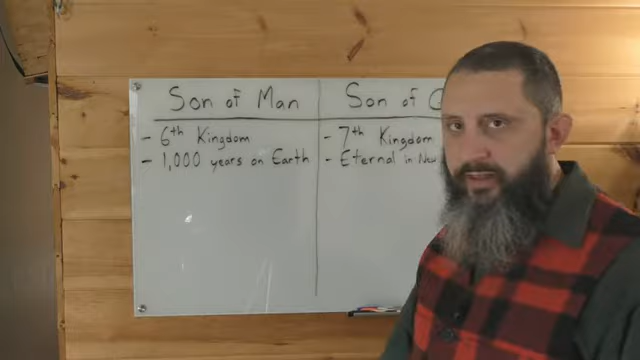 Son of Man
- 6th Kingdom
- 1,000 years on Earth
Son of
- 7th Kingdom
- Eternal in New